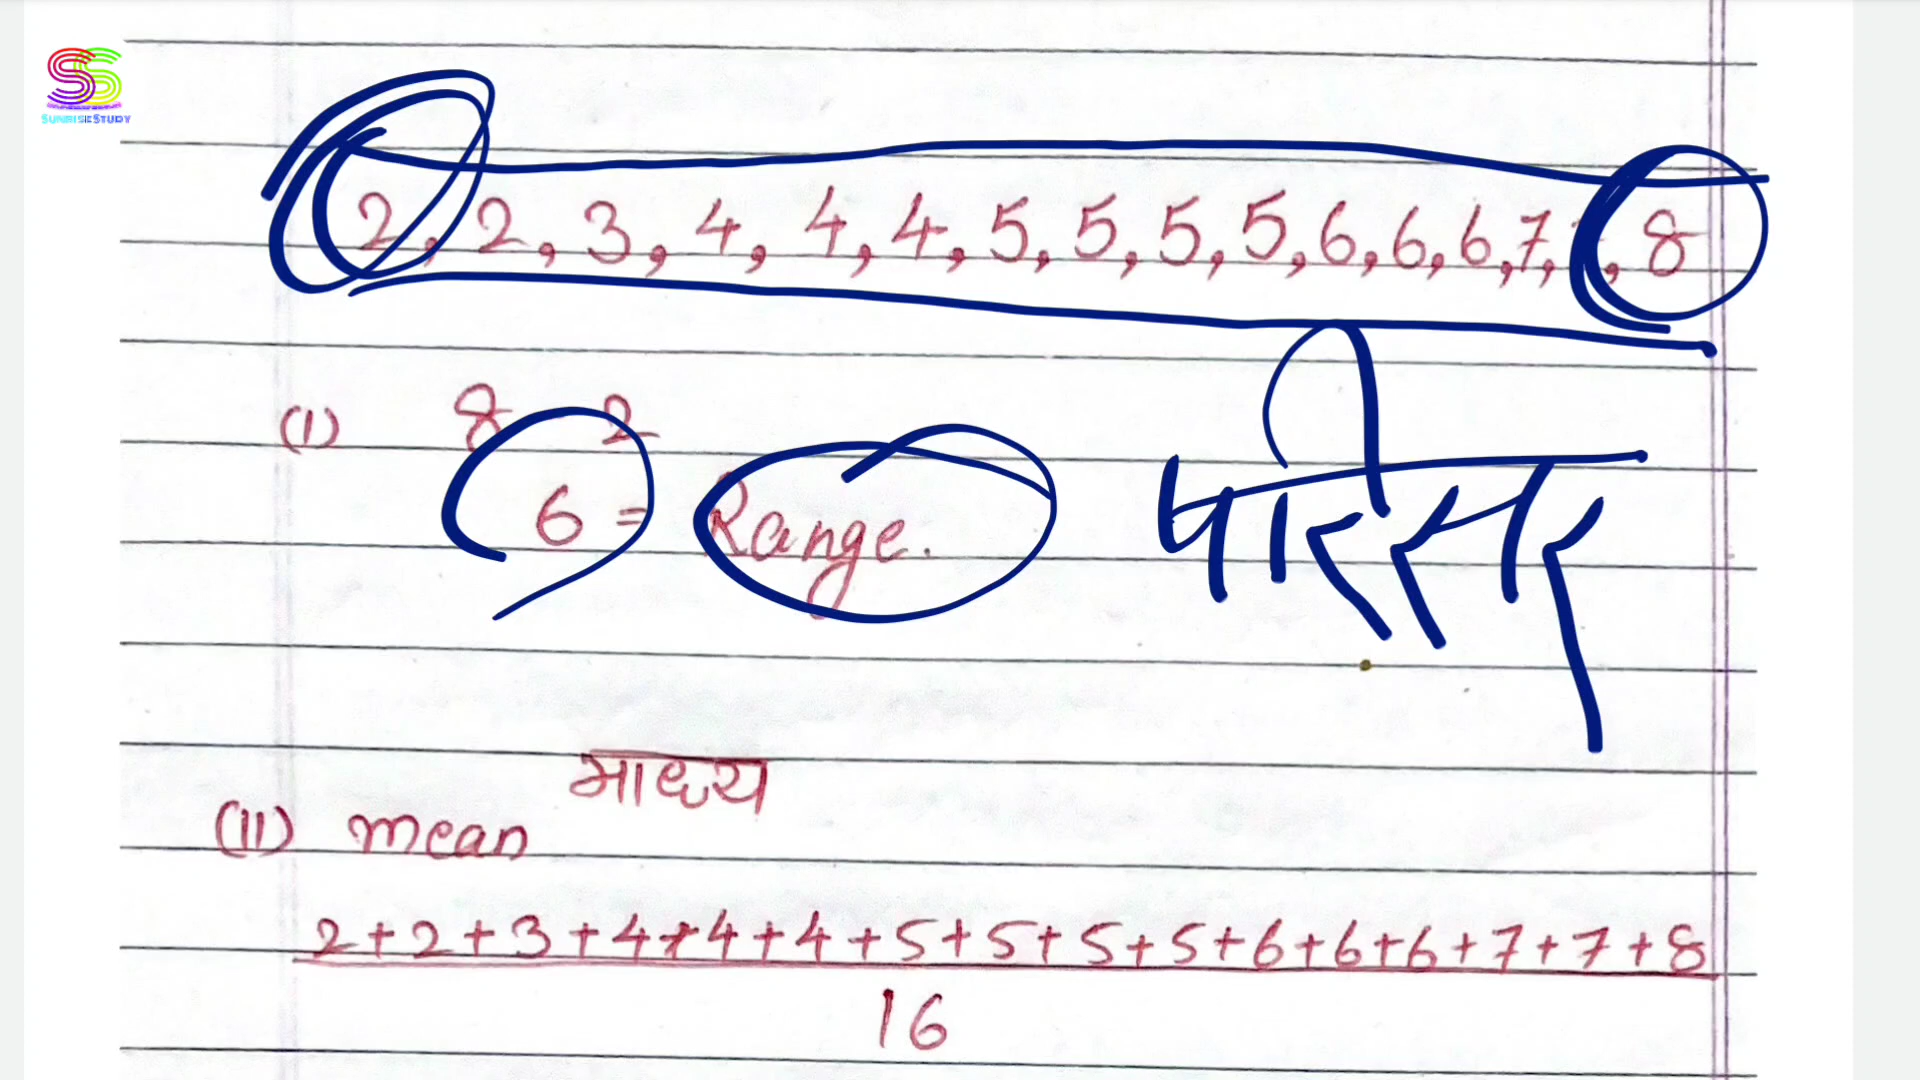 SS
SUNRISESTUDY
2, 2, 3, 4, 4, 4, 5, 5, 5, 5, 6, 6, 6, 7, , 8
(I) 8 2
6 = Range. परिसर
माध्य
(II) mean
2+2+3+4+4+4+5+5+5+5+6+6+6+7+7+8
16